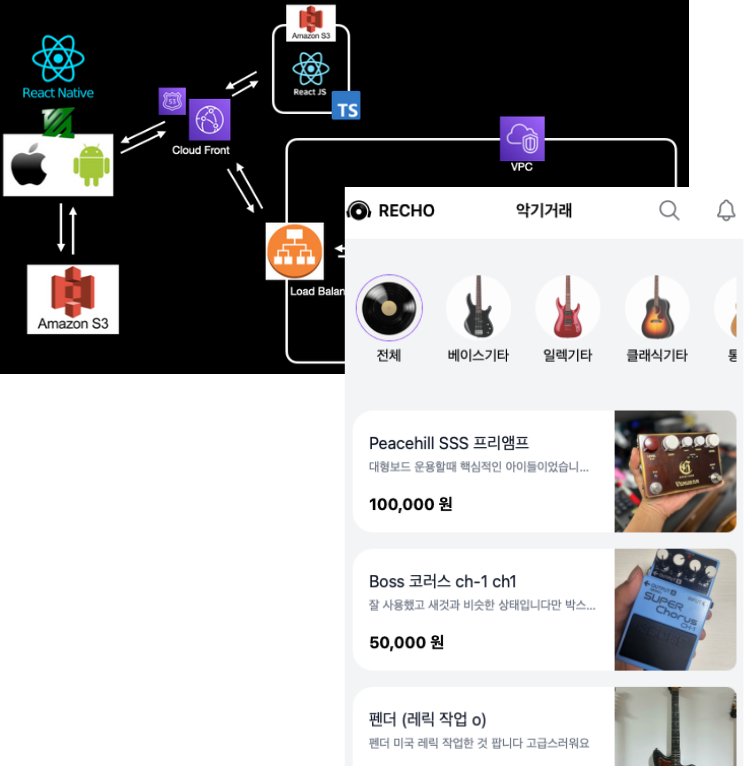 Amazon S3
React Native
React JS
TS
53
Cloud Front
VPC
Load Balan
Amazon S3
RECHO
악기거래
전체
베이스기타
일렉기타
클래식기타
통
Peacehill SSS 프리앰프
대형보드 운용할때 핵심적인 아이들이었습니...
100,000 원
Boss 코러스 ch-1 ch1
잘 사용했고 새것과 비슷한 상태입니다만 박스...
50,000 원
SUPER
Chorus
CH-1
펜더 (레릭 작업 o)
펜더 미국 레릭 작업한 것 팝니다 고급스러워요